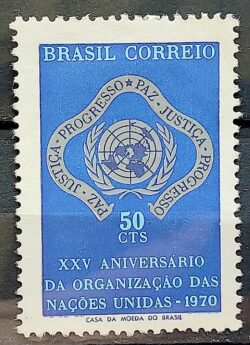 BRASIL CORREIO
PAZ - JUSTIÇA - PROGRESSO - PAZ - JUSTIÇA - PROGRESSO
50
CTS
XXV ANIVERSÁRIO
DA ORGANIZAÇÃO DAS
NAÇÕES UNIDAS - 1970
CASA DA MOEDA DO BRASIL